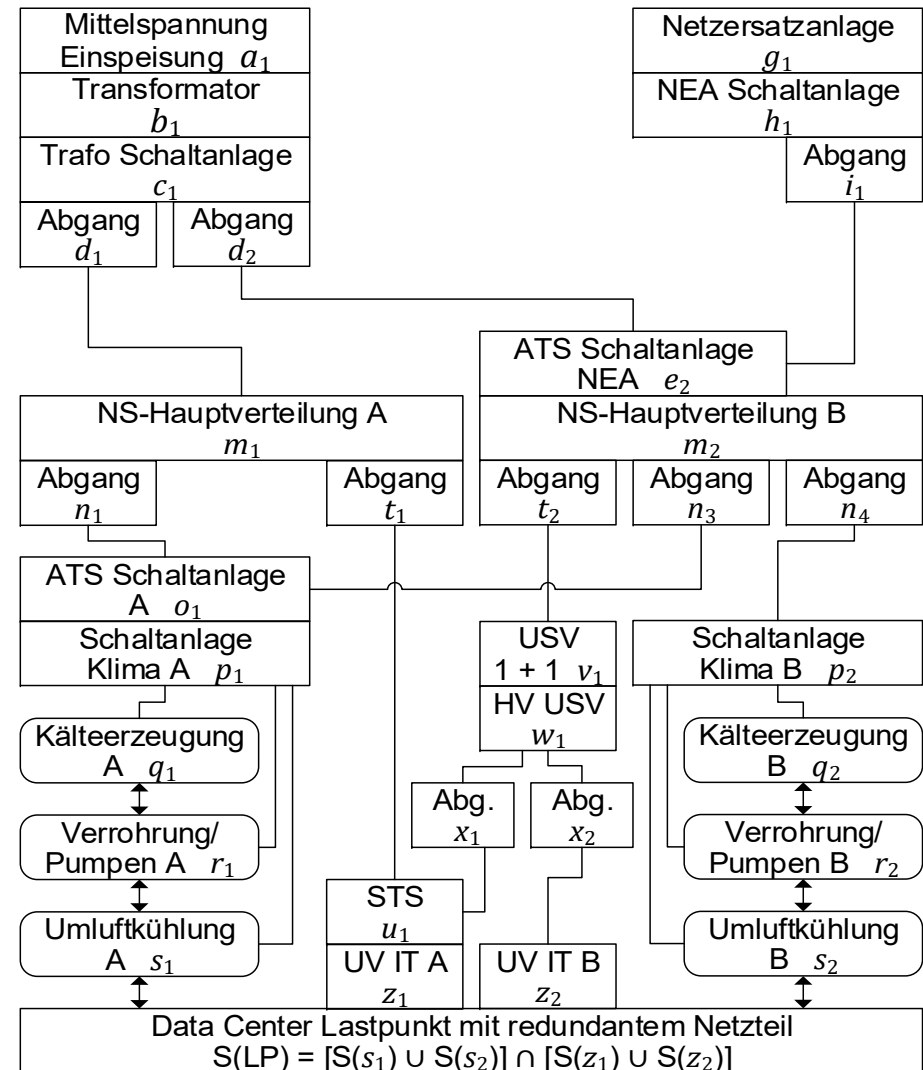 Mittelspannung
Einspeisung a₁
Transformator
b₁
Trafo Schaltanlage
c₁
Abgang
d₁
Abgang
d₂
Netzersatzanlage
g₁
NEA Schaltanlage
h₁
Abgang
i₁
ATS Schaltanlage
NEA e₂
NS-Hauptverteilung A
m₁
NS-Hauptverteilung B
m₂
Abgang
n₁
Abgang
t₁
Abgang
t₂
Abgang
n₃
Abgang
n₄
ATS Schaltanlage
A o₁
Schaltanlage
Klima A p₁
USV
1 + 1 v₁
HV USV
w₁
Schaltanlage
Klima B p₂
Kälteerzeugung
A q₁
Abg.
x₁
Abg.
x₂
Kälteerzeugung
B q₂
Verrohrung/
Pumpen A r₁
Verrohrung/
Pumpen B r₂
STS
u₁
Umluftkühlung
A s₁
UV IT A
z₁
UV IT B
z₂
Umluftkühlung
B s₂
Data Center Lastpunkt mit redundantem Netzteil
S(LP) = [S(s₁) ∪ S(s₂)] ∩ [S(z₁) ∪ S(z₂)]